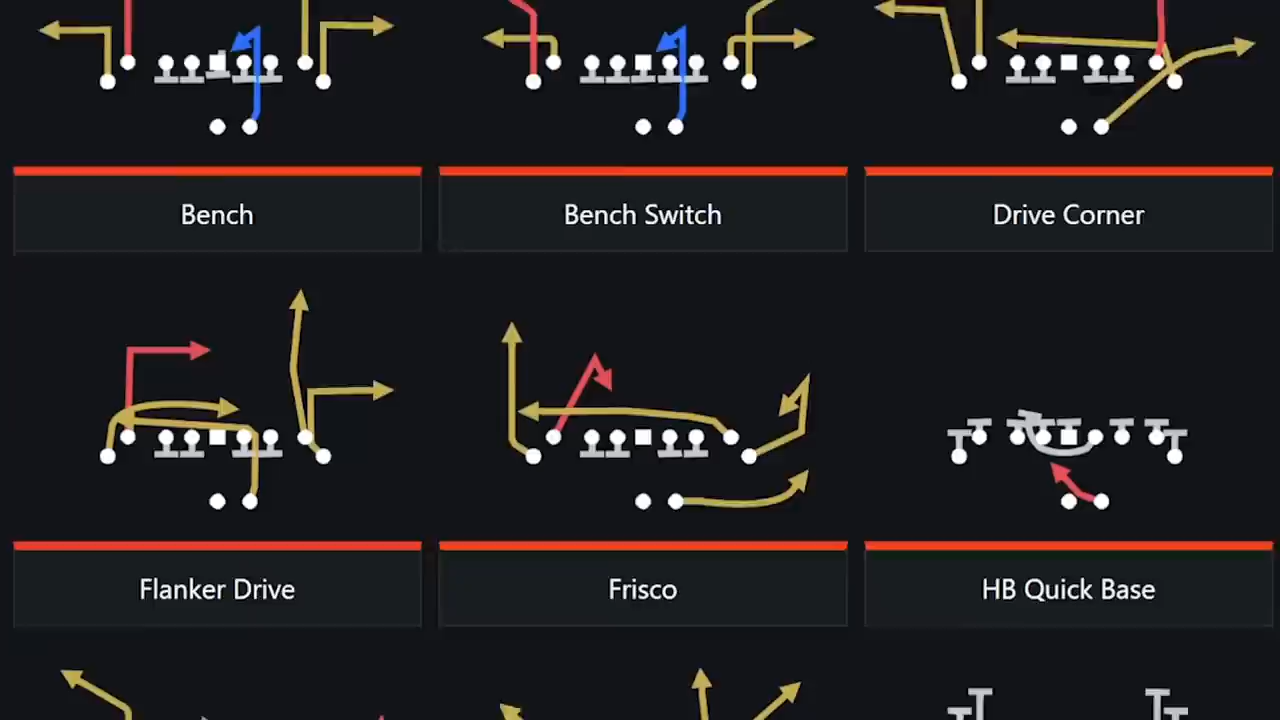 Bench
Bench Switch
Drive Corner
Flanker Drive
Frisco
HB Quick Base